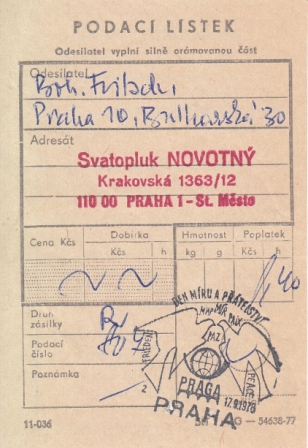 PODACÍ LÍSTEK
Odesílatel vyplní silně orámovanou část
Odesílatel
Praha 10,
Adresát
Svatopluk NOVOTNÝ
Krakovská 1363/12
110 00 PRAHA 1 - St. Město
Cena Kčs
Dobírka
Hmotnost
Poplatek
Kčs h
kg g
Kčs h
Druh zásilky
R
Podací číslo
Poznámka
DEN MÍRU A PŘÁTELSTVÍ
PRAGA
PRAHA
11-036
54638-77